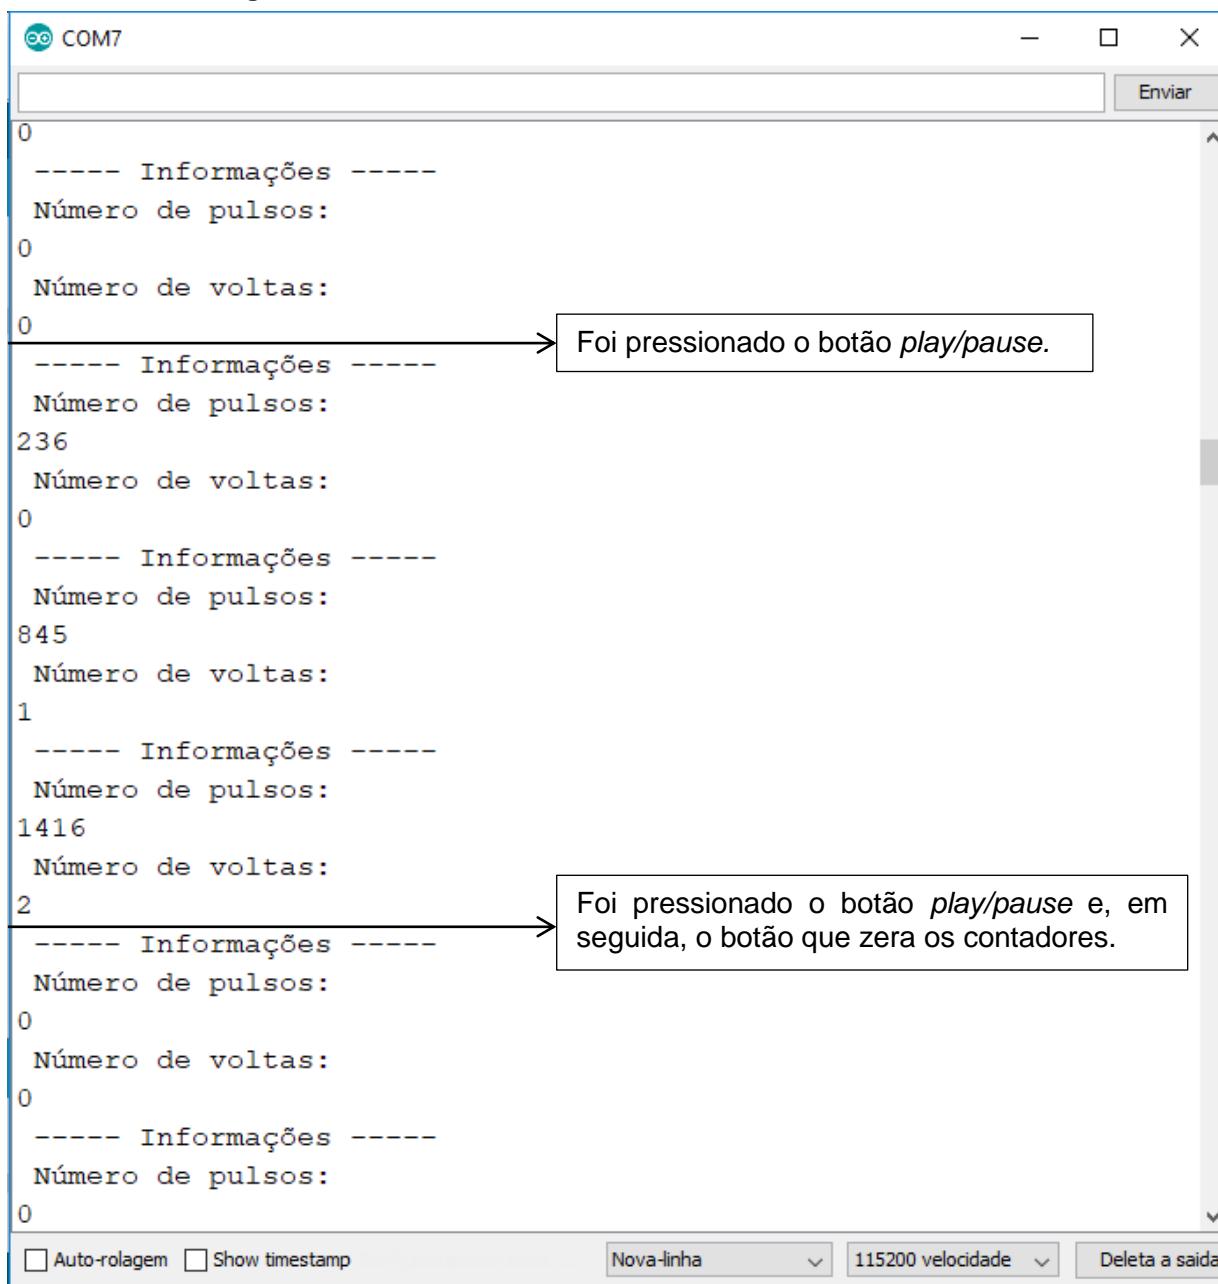 COM7
Enviar
0
----- Informações -----
Número de pulsos:
0
Número de voltas:
0
Foi pressionado o botão play/pause.
----- Informações -----
Número de pulsos:
236
Número de voltas:
0
----- Informações -----
Número de pulsos:
845
Número de voltas:
1
----- Informações -----
Número de pulsos:
1416
Número de voltas:
2
Foi pressionado o botão play/pause e, em
seguida, o botão que zera os contadores.
----- Informações -----
Número de pulsos:
0
Número de voltas:
0
----- Informações -----
Número de pulsos:
0
Auto-rolagem Show timestamp Nova-linha 115200 velocidade Deleta a saida